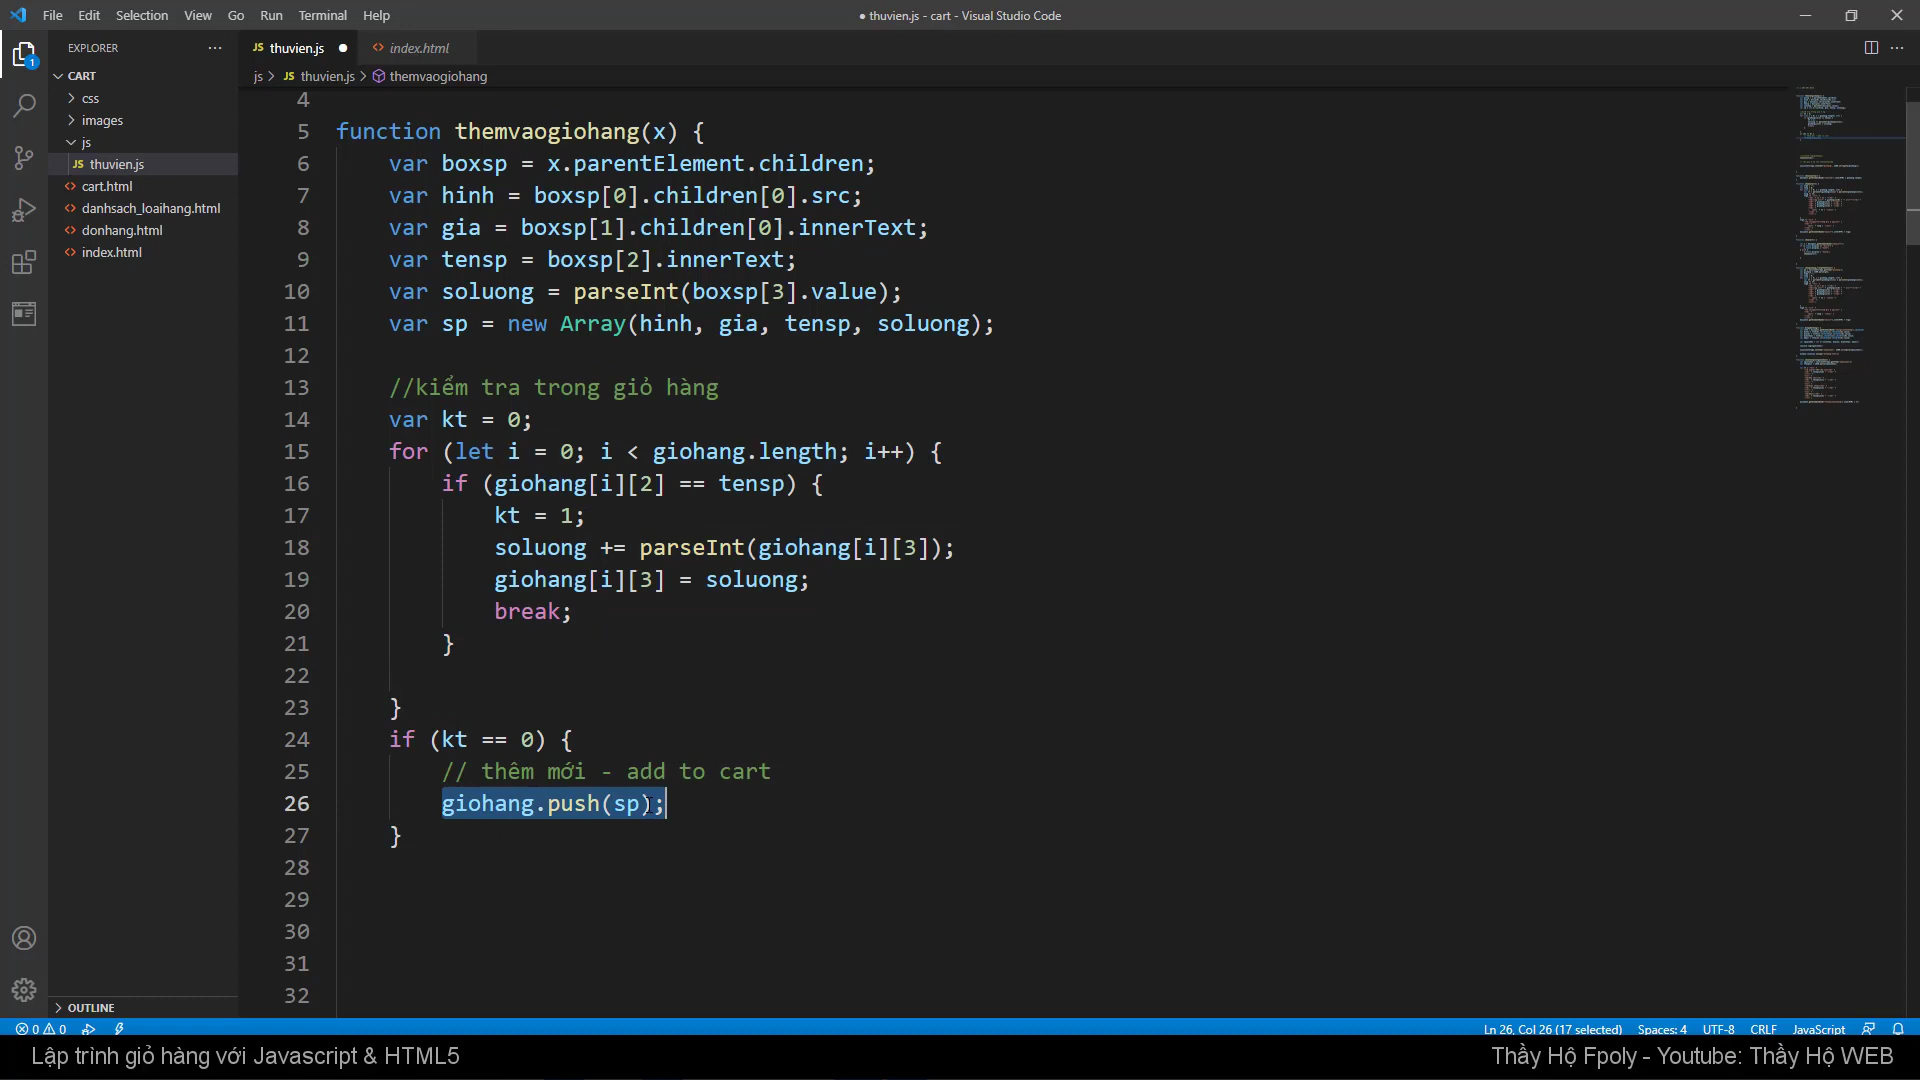 File Edit Selection View Go Run Terminal Help
● thuvien.js - cart - Visual Studio Code
EXPLORER
CART
css
images
js
JS thuvien.js
cart.html
danhsach_loaihang.html
donhang.html
index.html
OUTLINE
1
JS thuvien.js ●
index.html
js > JS thuvien.js > themvaogiohang
4
5 function themvaogiohang(x) {
6 var boxsp = x.parentElement.children;
7 var hinh = boxsp[0].children[0].src;
8 var gia = boxsp[1].children[0].innerText;
9 var tensp = boxsp[2].innerText;
10 var soluong = parseInt(boxsp[3].value);
11 var sp = new Array(hinh, gia, tensp, soluong);
12
13 //kiểm tra trong giỏ hàng
14 var kt = 0;
15 for (let i = 0; i < giohang.length; i++) {
16 if (giohang[i][2] == tensp) {
17 kt = 1;
18 soluong += parseInt(giohang[i][3]);
19 giohang[i][3] = soluong;
20 break;
21 }
22
23 }
24 if (kt == 0) {
25 // thêm mới - add to cart
26 giohang.push(sp);
27 }
28
29
30
31
32
0 0
Ln 26, Col 26 (17 selected) Spaces: 4 UTF-8 CRLF JavaScript
Lập trình giỏ hàng với Javascript & HTML5
Thầy Hộ Fpoly - Youtube: Thầy Hộ WEB